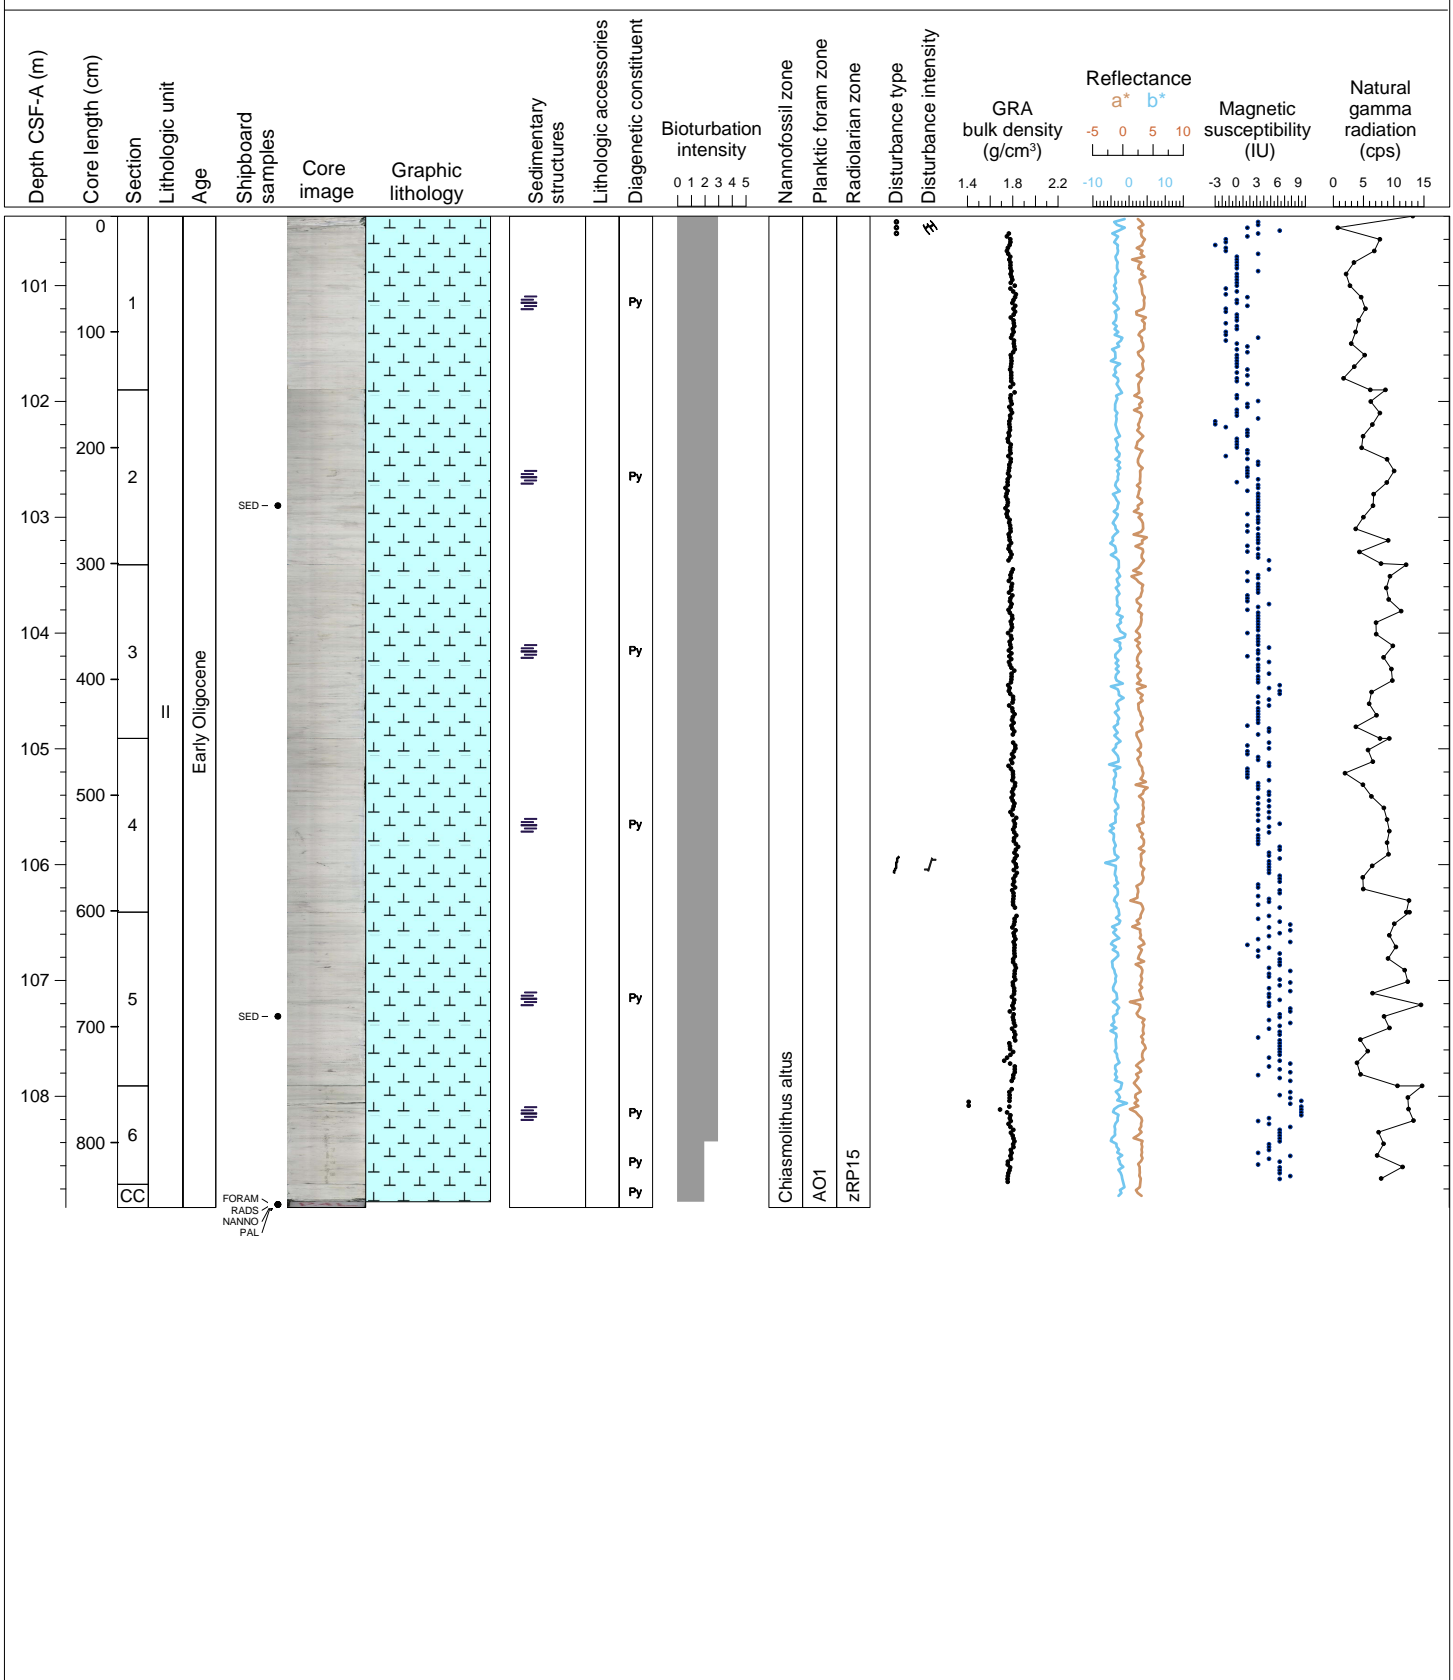 Depth CSF-A (m)
Core length (cm)
Section
Lithologic unit
Age
Shipboard
samples
Core
image
Graphic
lithology
Sedimentary
structures
Lithologic accessories
Diagenetic constituent
Bioturbation
intensity
0 1 2 3 4 5
Nannofossil zone
Planktic foram zone
Radiolarian zone
Disturbance type
Disturbance intensity
GRA
bulk density
(g/cm³)
1.4 1.8 2.2
Reflectance
a* b*
-5 0 5 10
-10 0 10
Magnetic
susceptibility
(IU)
-3 0 3 6 9
Natural
gamma
radiation
(cps)
0 5 10 15
101
102
103
104
105
106
107
108
0
100
200
300
400
500
600
700
800
1
2
3
4
5
6
CC
II
Early Oligocene
SED
SED
FORAM
RADS
NANNO
PAL
Py
Py
Py
Py
Py
Py
Py
Py
Chiasmolithus altus
AO1
zRP15